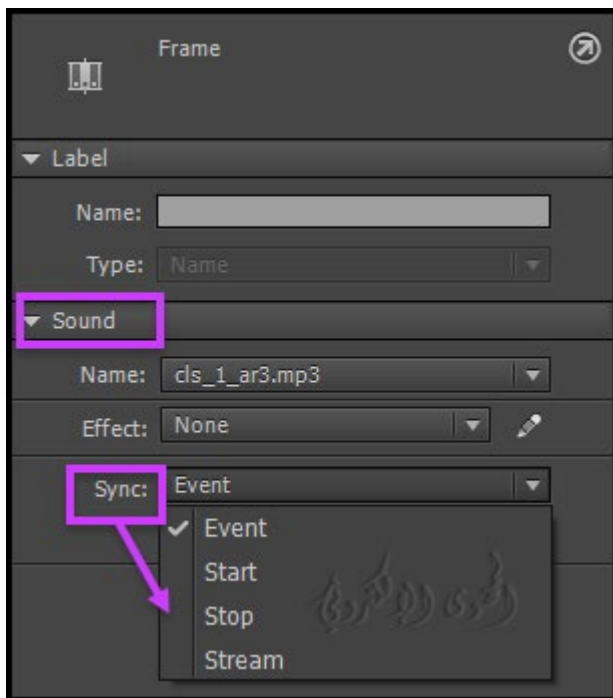 Frame
Label
Name:
Type: Name
Sound
Name: cls_1_ar3.mp3
Effect: None
Sync: Event
Event
Start
Stop
Stream